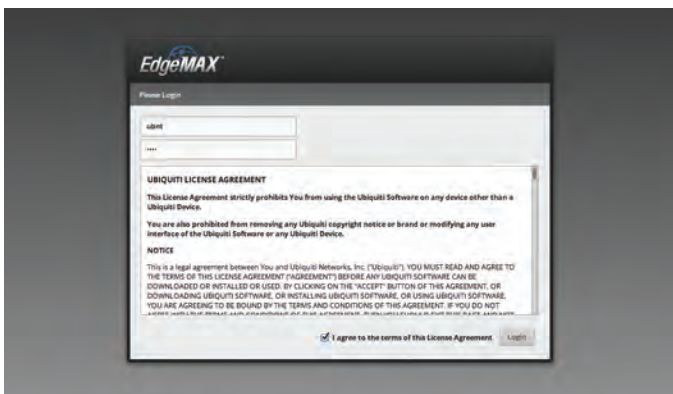 EdgeMAX™
Please Login
ubnt
••••
UBIQUITI LICENSE AGREEMENT
This License Agreement strictly prohibits You from using the Ubiquiti Software on any device other than a
Ubiquiti Device.
You are also prohibited from removing any Ubiquiti copyright notice or brand or modifying any user
interface of the Ubiquiti Software or any Ubiquiti Device.
NOTICE
This is a legal agreement between You and Ubiquiti Networks, Inc. ("Ubiquiti"). YOU MUST READ AND AGREE TO
THE TERMS OF THIS LICENSE AGREEMENT ("AGREEMENT") BEFORE ANY UBIQUITI SOFTWARE CAN BE
DOWNLOADED OR INSTALLED OR USED. BY CLICKING ON THE "ACCEPT" BUTTON OF THIS AGREEMENT, OR
DOWNLOADING UBIQUITI SOFTWARE, OR INSTALLING UBIQUITI SOFTWARE, OR USING UBIQUITI SOFTWARE,
YOU ARE AGREEING TO BE BOUND BY THE TERMS AND CONDITIONS OF THIS AGREEMENT. IF YOU DO NOT
I agree to the terms of this License Agreement Login